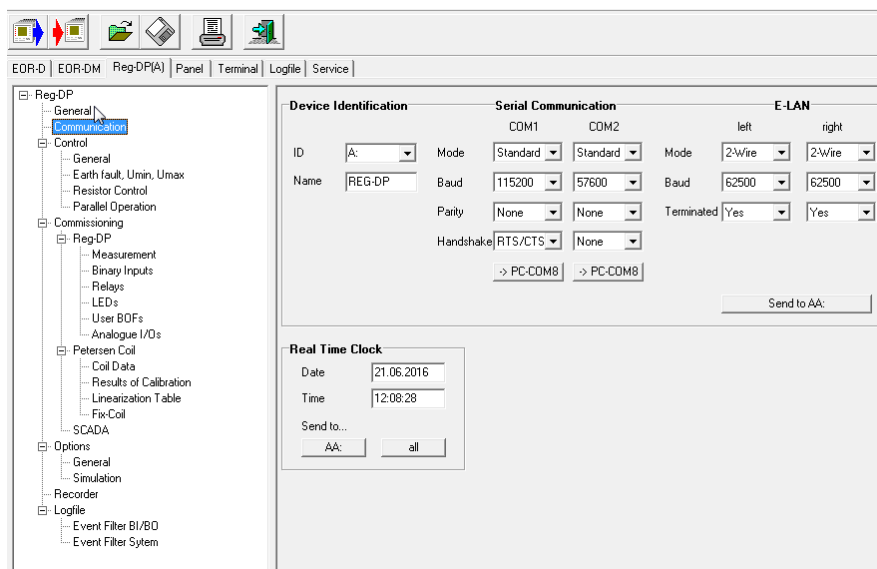 EOR-D EOR-DM Reg-DP(A) Panel Terminal Logfile Service
Reg-DP
General
Communication
Control
General
Earth fault, Umin, Umax
Resistor Control
Parallel Operation
Commissioning
Reg-DP
Measurement
Binary Inputs
Relays
LEDs
User BOFs
Analogue I/Os
Petersen Coil
Coil Data
Results of Calibration
Linearization Table
Fix-Coil
SCADA
Options
General
Simulation
Recorder
Logfile
Event Filter BI/BO
Event Filter Sytem
Device Identification Serial Communication E-LAN
COM1 COM2 left right
ID A: Mode Standard Standard Mode 2-Wire 2-Wire
Name REG-DP Baud 115200 57600 Baud 62500 62500
Parity None None Terminated Yes Yes
Handshake RTS/CTS None
-> PC-COM8 -> PC-COM8
Send to AA:
Real Time Clock
Date 21.06.2016
Time 12:08:28
Send to...
AA: all